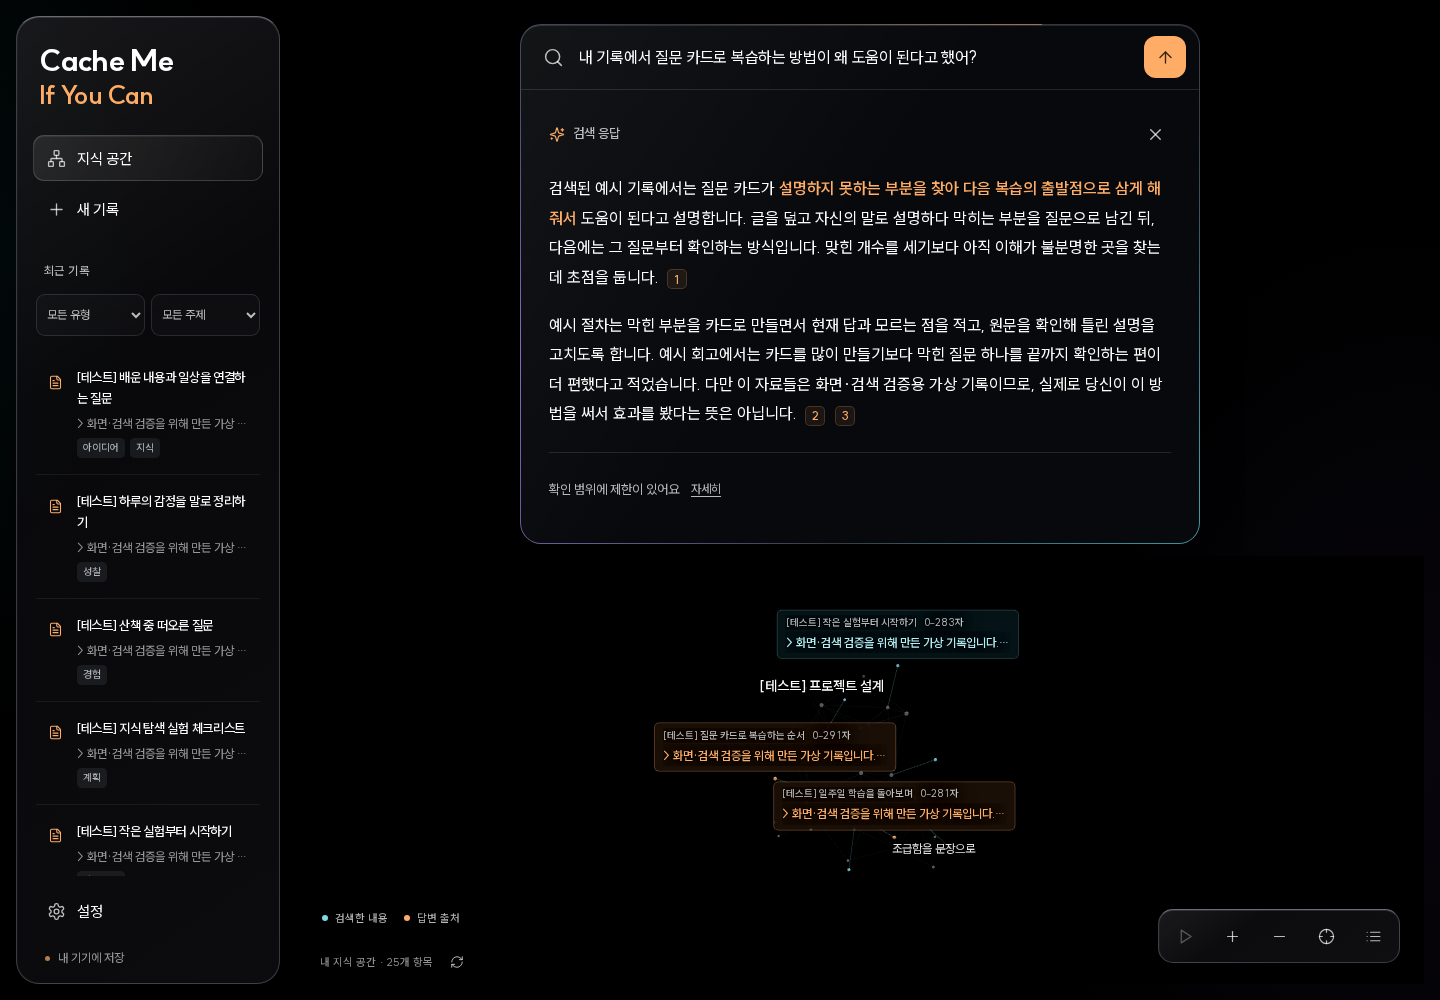 Cache Me
If You Can
지식 공간
새 기록
최근 기록
모든 유형
모든 주제
[테스트] 배운 내용과 일상을 연결하
는 질문
> 화면·검색 검증을 위해 만든 가상 …
아이디어 지식
[테스트] 하루의 감정을 말로 정리하
기
> 화면·검색 검증을 위해 만든 가상 …
성찰
[테스트] 산책 중 떠오른 질문
> 화면·검색 검증을 위해 만든 가상 …
경험
[테스트] 지식 탐색 실험 체크리스트
> 화면·검색 검증을 위해 만든 가상 …
계획
[테스트] 작은 실험부터 시작하기
> 화면·검색 검증을 위해 만든 가상 …
설정
내 기기에 저장
내 기록에서 질문 카드로 복습하는 방법이 왜 도움이 된다고 했어?
검색 응답
검색된 예시 기록에서는 질문 카드가 설명하지 못하는 부분을 찾아 다음 복습의 출발점으로 삼게 해
줘서 도움이 된다고 설명합니다. 글을 덮고 자신의 말로 설명하다 막히는 부분을 질문으로 남긴 뒤,
다음에는 그 질문부터 확인하는 방식입니다. 맞힌 개수를 세기보다 아직 이해가 불분명한 곳을 찾는
데 초점을 둡니다. 1
예시 절차는 막힌 부분을 카드로 만들면서 현재 답과 모르는 점을 적고, 원문을 확인해 틀린 설명을
고치도록 합니다. 예시 회고에서는 카드를 많이 만들기보다 막힌 질문 하나를 끝까지 확인하는 편이
더 편했다고 적었습니다. 다만 이 자료들은 화면·검색 검증용 가상 기록이므로, 실제로 당신이 이 방
법을 써서 효과를 봤다는 뜻은 아닙니다. 2 3
확인 범위에 제한이 있어요 자세히
[테스트] 작은 실험부터 시작하기 0–283자
> 화면·검색 검증을 위해 만든 가상 기록입니다.…
[테스트] 프로젝트 설계
[테스트] 질문 카드로 복습하는 순서 0–291자
> 화면·검색 검증을 위해 만든 가상 기록입니다.…
[테스트] 일주일 학습을 돌아보며 0–281자
> 화면·검색 검증을 위해 만든 가상 기록입니다.…
조급함을 문장으로
검색한 내용 답변 출처
내 지식 공간 · 25개 항목